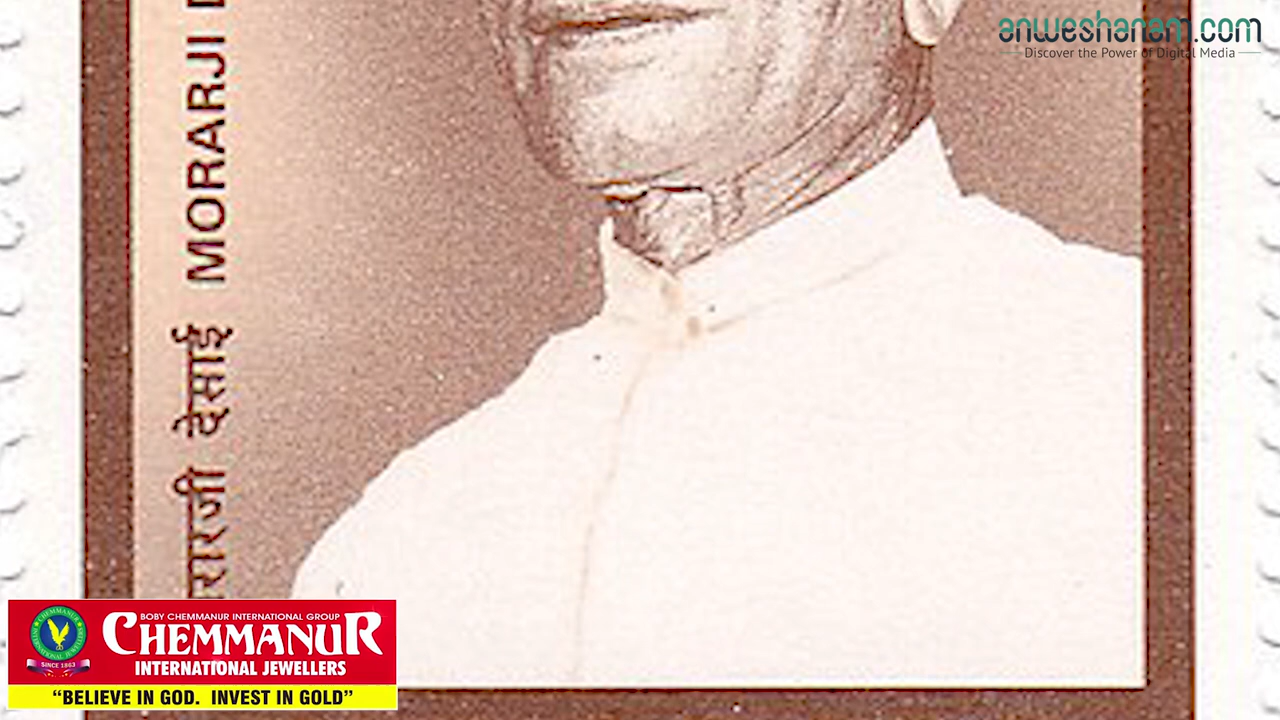 anweshanam.com
Discover the Power of Digital Media
MORARJI
देसाई
BOBY CHEMMANUR INTERNATIONAL GROUP
CHEMMANUR
INTERNATIONAL JEWELLERS
SINCE 1863
“BELIEVE IN GOD. INVEST IN GOLD”